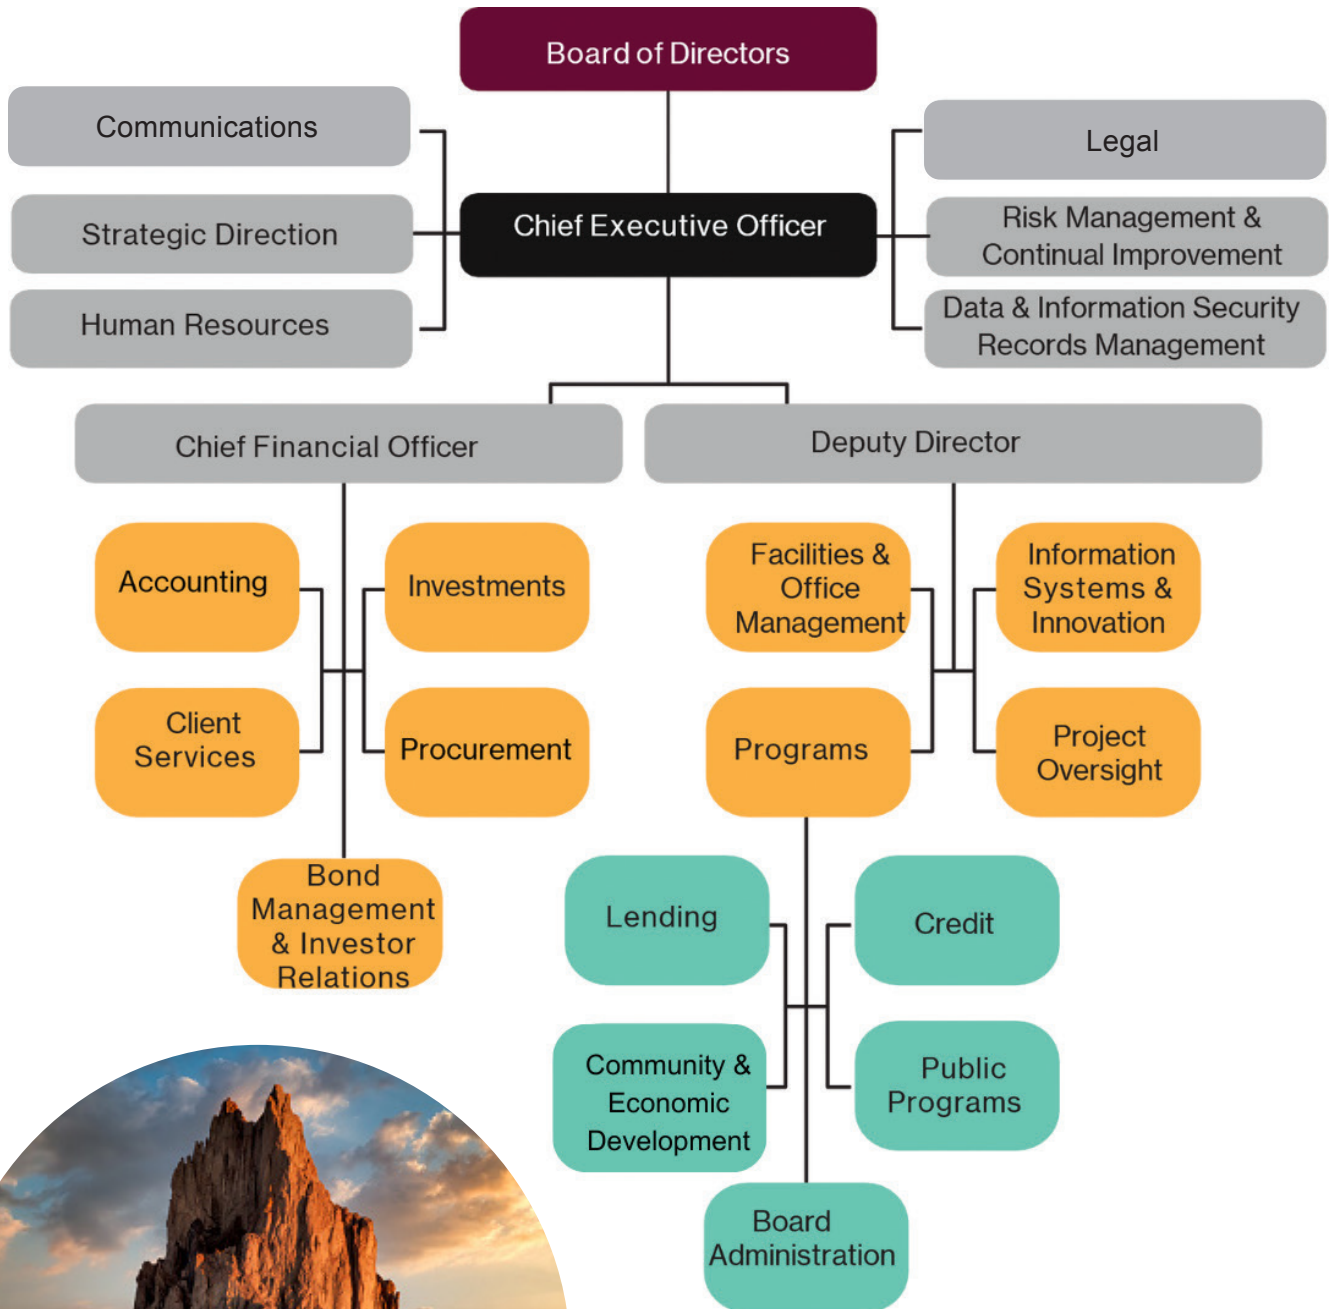 Board of Directors
Communications
Legal
Chief Executive Officer
Strategic Direction
Risk Management &
Continual Improvement
Human Resources
Data & Information Security
Records Management
Chief Financial Officer
Deputy Director
Accounting
Investments
Facilities &
Office
Management
Information
Systems &
Innovation
Client
Services
Procurement
Programs
Project
Oversight
Bond
Management
& Investor
Relations
Lending
Credit
Community &
Economic
Development
Public
Programs
Board
Administration